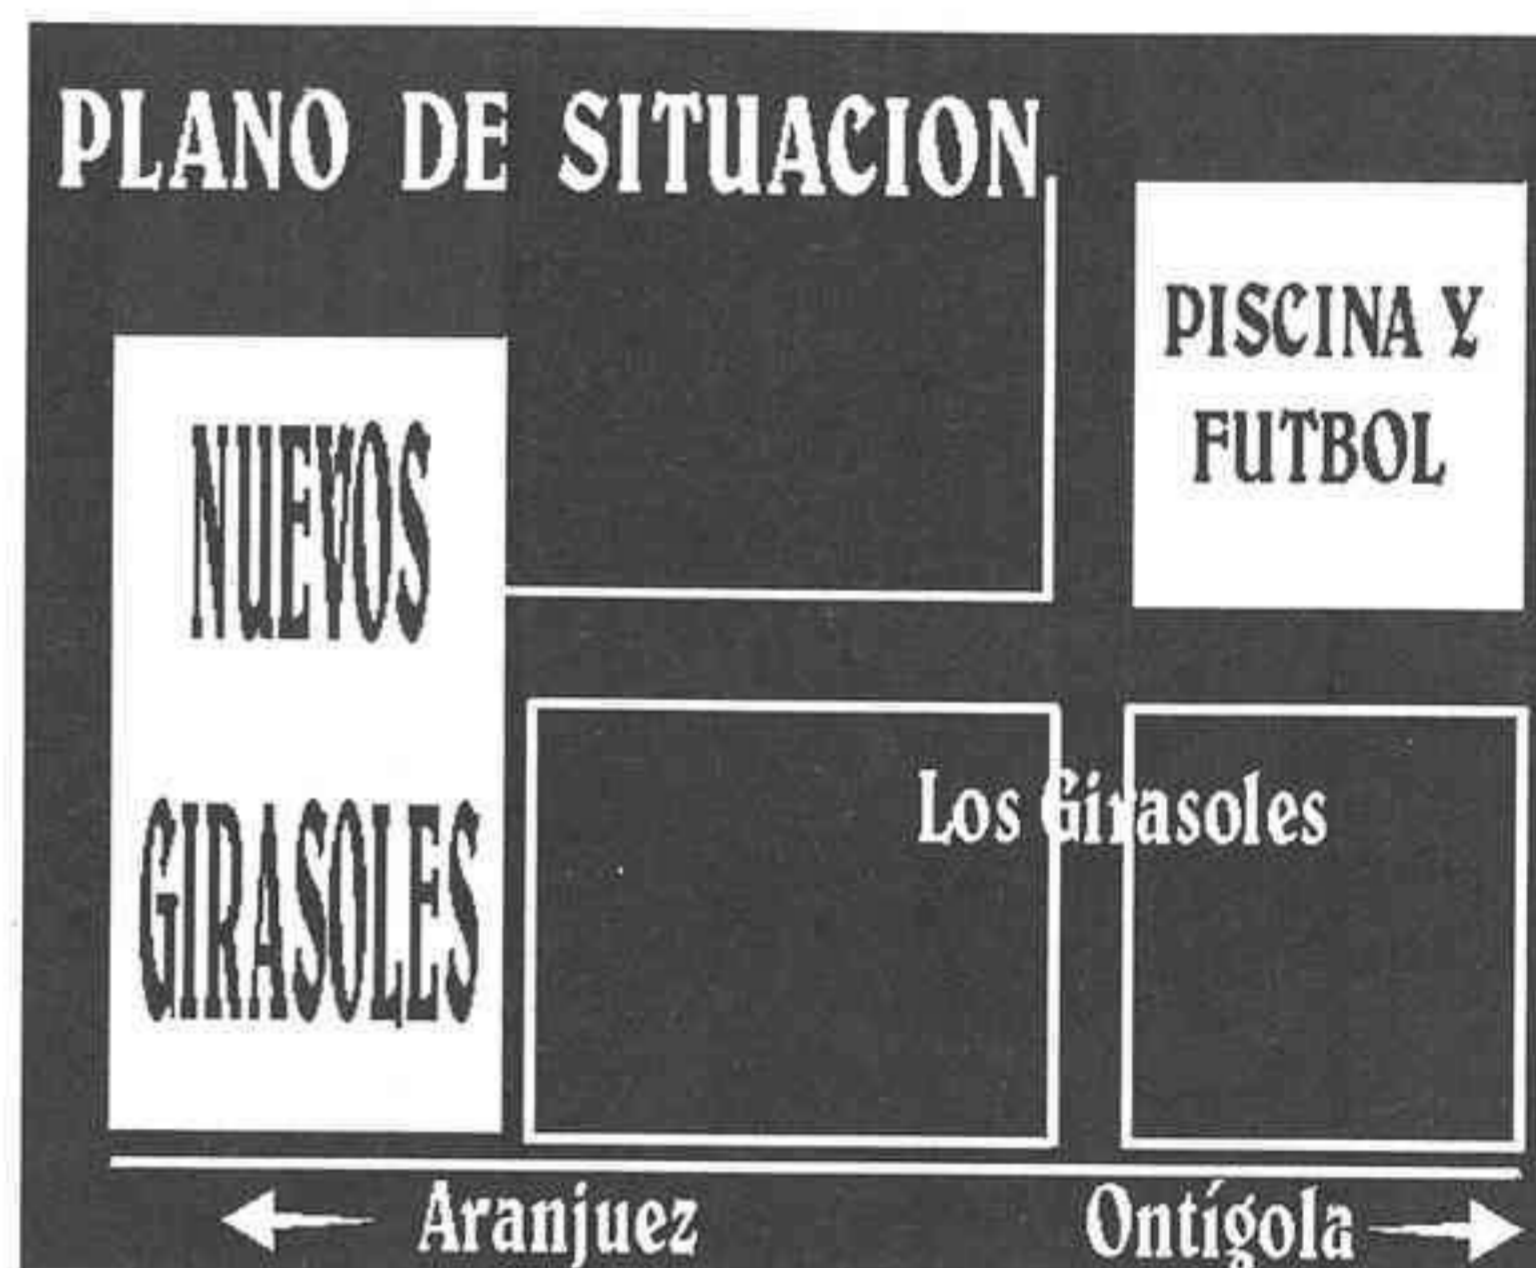 PLANO DE SITUACION
PISCINA Y
FUTBOL
NUEVOS
GIRASOLES
Los Girasoles
Aranjuez
Ontígola